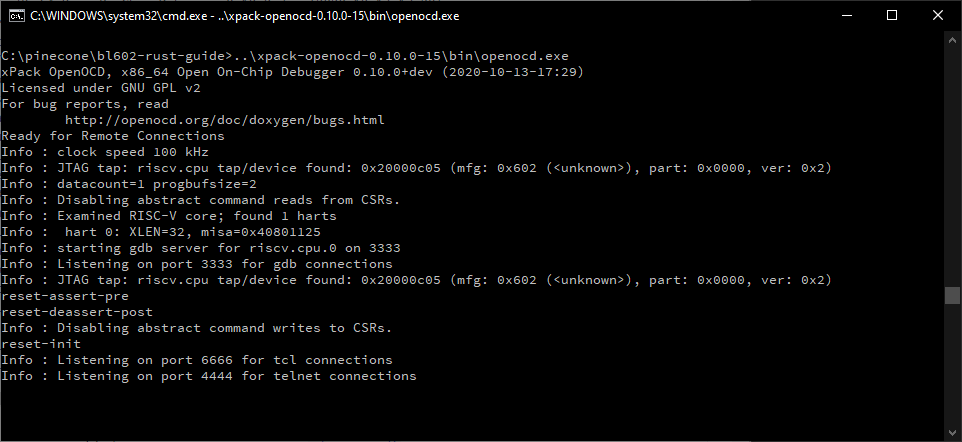 C:\WINDOWS\system32\cmd.exe - ..\xpack-openocd-0.10.0-15\bin\openocd.exe
C:\pinecone\bl602-rust-guide>..\xpack-openocd-0.10.0-15\bin\openocd.exe
xPack OpenOCD, x86_64 Open On-Chip Debugger 0.10.0+dev (2020-10-13-17:29)
Licensed under GNU GPL v2
For bug reports, read
        http://openocd.org/doc/doxygen/bugs.html
Ready for Remote Connections
Info : clock speed 100 kHz
Info : JTAG tap: riscv.cpu tap/device found: 0x20000c05 (mfg: 0x602 (<unknown>), part: 0x0000, ver: 0x2)
Info : datacount=1 progbufsize=2
Info : Disabling abstract command reads from CSRs.
Info : Examined RISC-V core; found 1 harts
Info :  hart 0: XLEN=32, misa=0x40801125
Info : starting gdb server for riscv.cpu.0 on 3333
Info : Listening on port 3333 for gdb connections
Info : JTAG tap: riscv.cpu tap/device found: 0x20000c05 (mfg: 0x602 (<unknown>), part: 0x0000, ver: 0x2)
reset-assert-pre
reset-deassert-post
Info : Disabling abstract command writes to CSRs.
reset-init
Info : Listening on port 6666 for tcl connections
Info : Listening on port 4444 for telnet connections